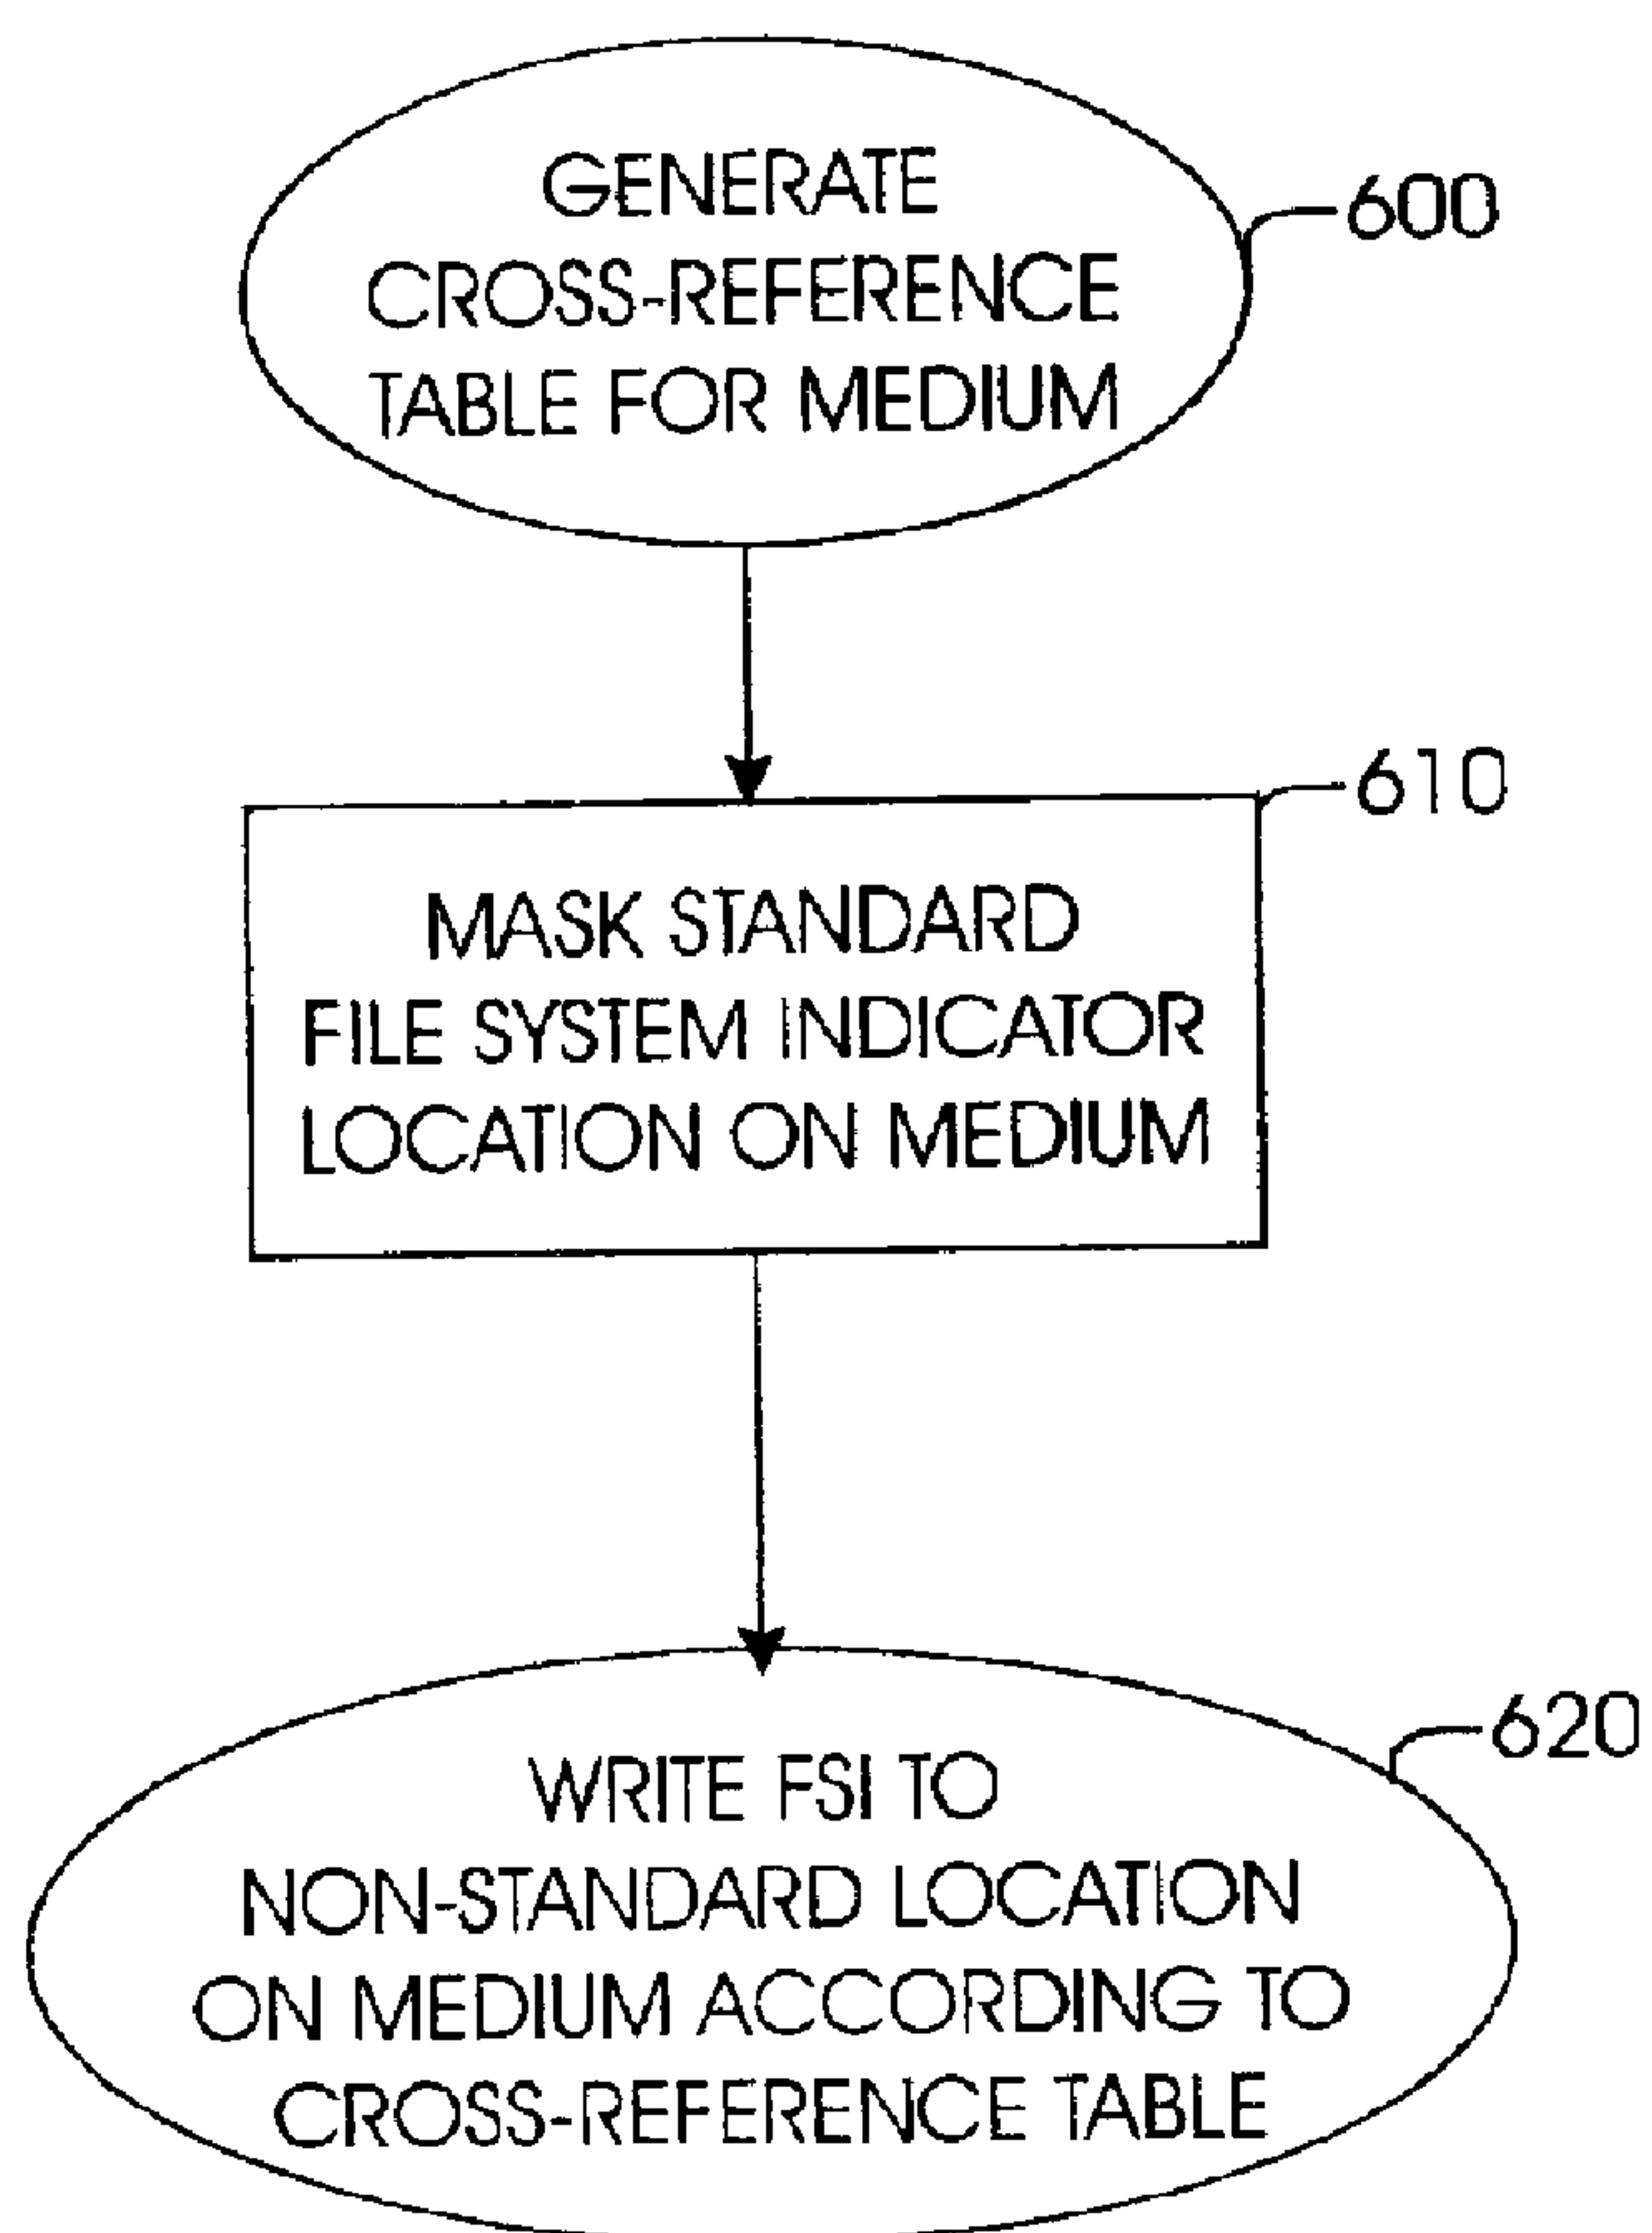 GENERATE
CROSS-REFERENCE
TABLE FOR MEDIUM
600
610
MASK STANDARD
FILE SYSTEM INDICATOR
LOCATION ON MEDIUM
620
WRITE FSI TO
NON-STANDARD LOCATION
ON MEDIUM ACCORDING TO
CROSS-REFERENCE TABLE